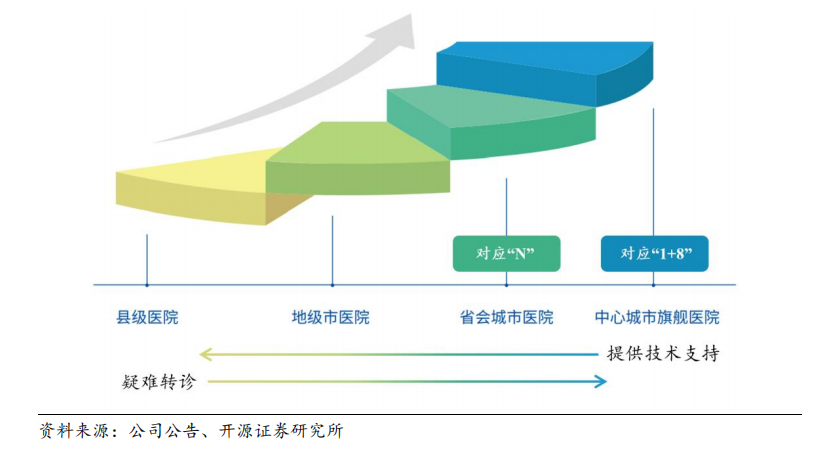 对应“N”
对应“1+8”
县级医院
地级市医院
省会城市医院
中心城市旗舰医院
提供技术支持
疑难转诊
资料来源：公司公告、开源证券研究所